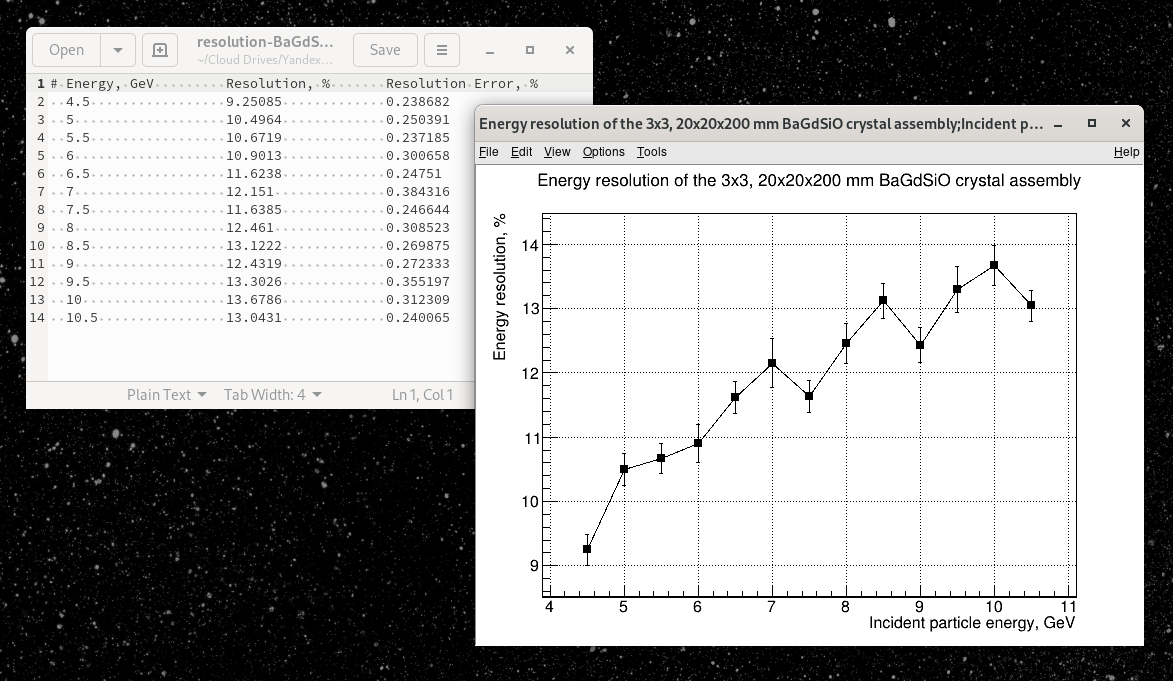 Open
resolution-BaGdS...
~/Cloud Drives/Yandex...
Save
1 # Energy, GeV Resolution, % Resolution Error, %
2 4.5 9.25085 0.238682
3 5 10.4964 0.250391
4 5.5 10.6719 0.237185
5 6 10.9013 0.300658
6 6.5 11.6238 0.24751
7 7 12.151 0.384316
8 7.5 11.6385 0.246644
9 8 12.461 0.308523
10 8.5 13.1222 0.269875
11 9 12.4319 0.272333
12 9.5 13.3026 0.355197
13 10 13.6786 0.312309
14 10.5 13.0431 0.240065
Plain Text Tab Width: 4 Ln 1, Col 1
Energy resolution of the 3x3, 20x20x200 mm BaGdSiO crystal assembly;Incident p...
File Edit View Options Tools Help
Energy resolution of the 3x3, 20x20x200 mm BaGdSiO crystal assembly
Energy resolution, %
14
13
12
11
10
9
4 5 6 7 8 9 10 11
Incident particle energy, GeV